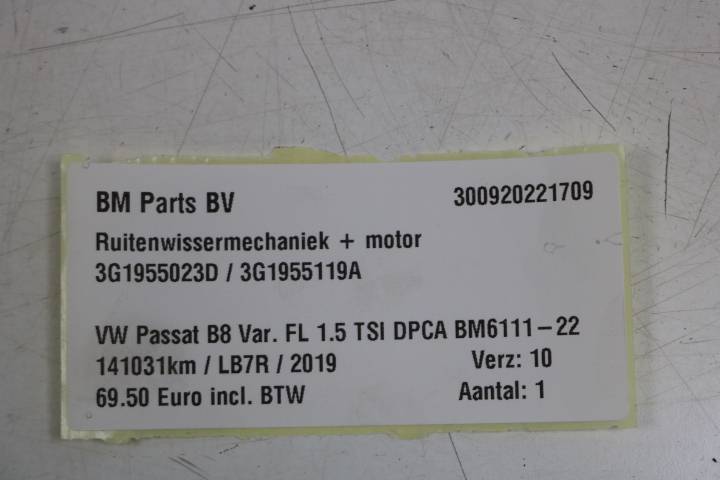 BM Parts BV 300920221709
Ruitenwissermechaniek + motor
3G1955023D / 3G1955119A
VW Passat B8 Var. FL 1.5 TSI DPCA BM6111-22
141031km / LB7R / 2019 Verz: 10
69.50 Euro incl. BTW Aantal: 1